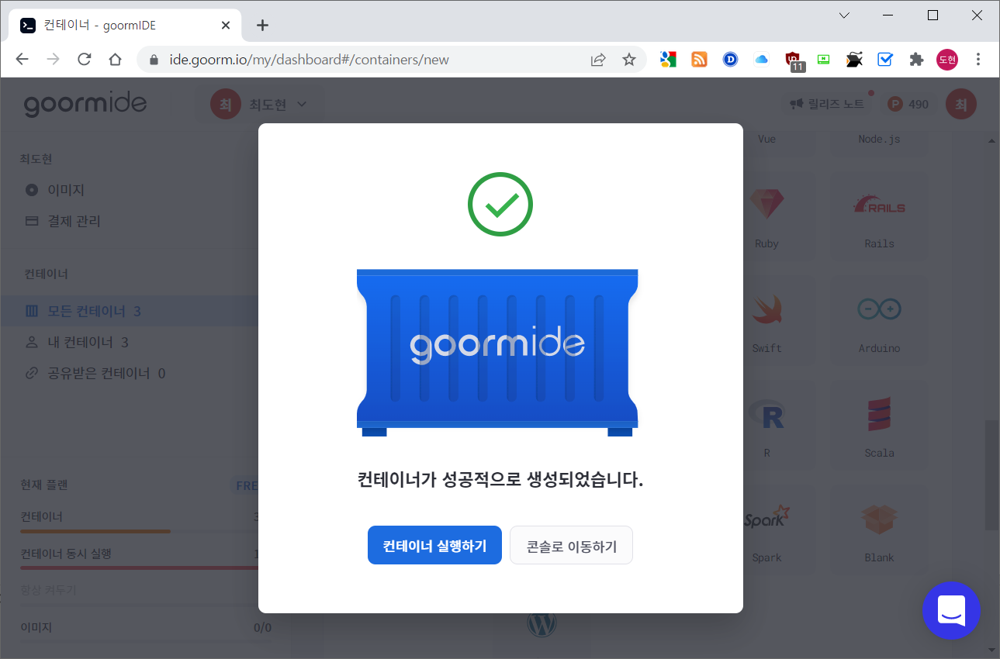 컨테이너 - goormIDE
ide.goorm.io/my/dashboard#/containers/new
11
도현
goormide
최 최도현
릴리즈 노트
P 490
최
최도현
이미지
결제 관리
컨테이너
모든 컨테이너 3
내 컨테이너 3
공유받은 컨테이너 0
현재 플랜 FRE
컨테이너 3
컨테이너 동시 실행 1
항상 켜두기
이미지 0/0
goormide
컨테이너가 성공적으로 생성되었습니다.
컨테이너 실행하기 콘솔로 이동하기
Vue Node.js
RAILS
Ruby Rails
Swift Arduino
R
R Scala
Spark
Spark Blank